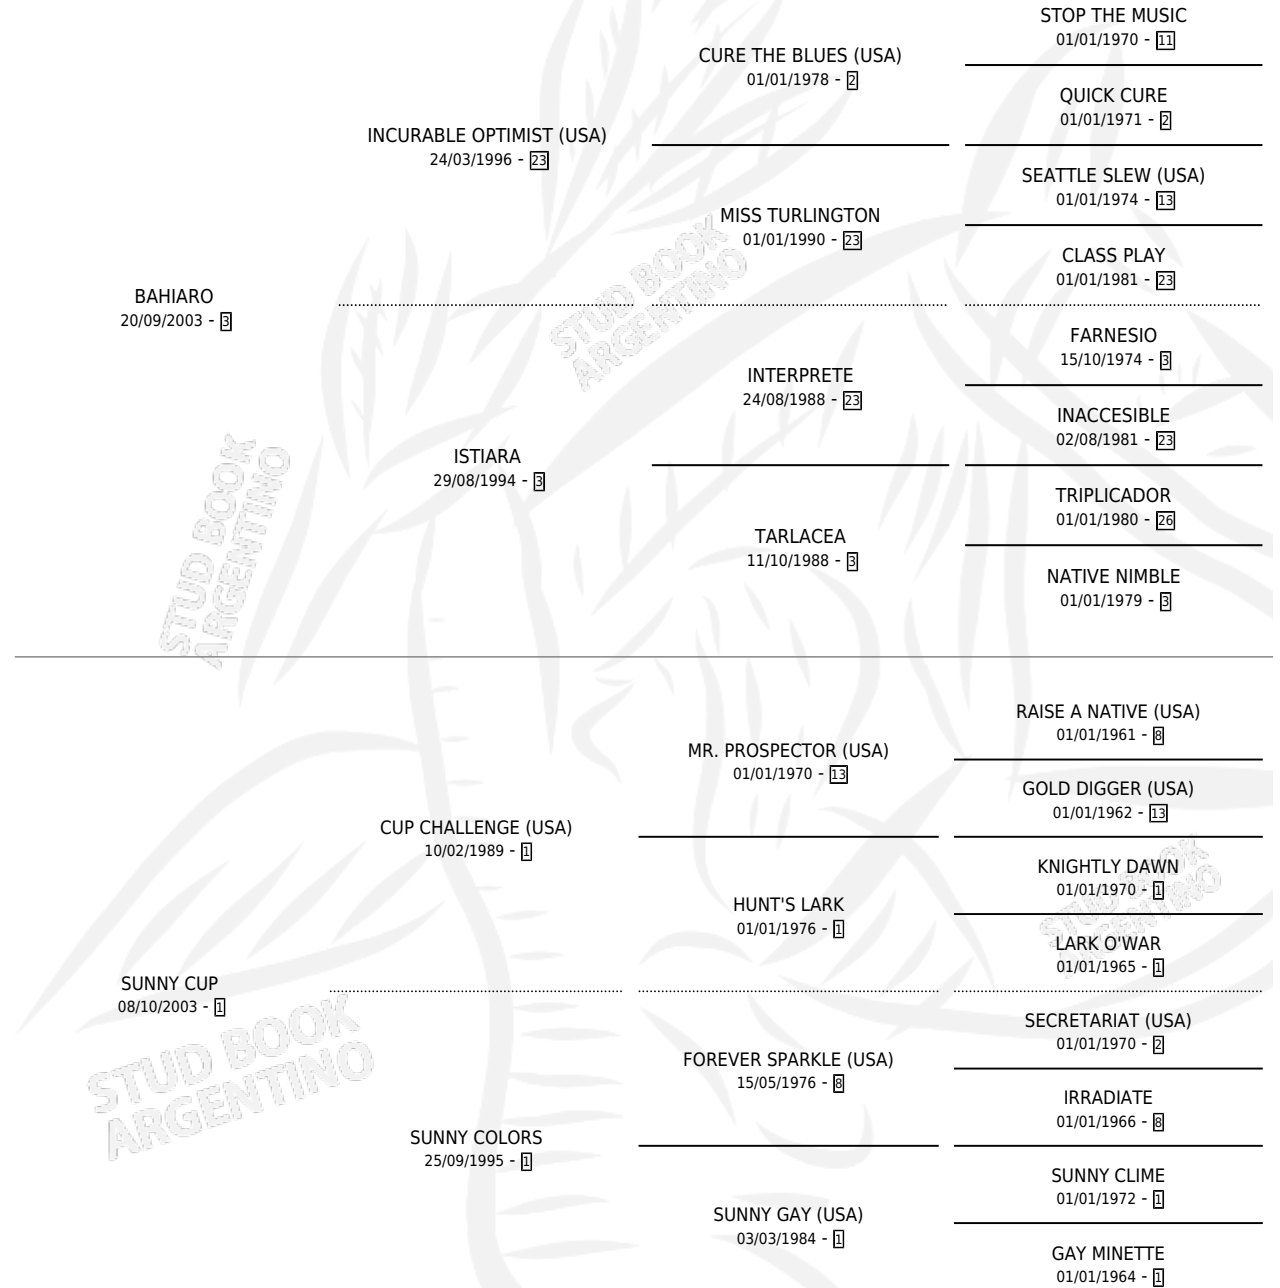 STOP THE MUSIC
01/01/1970 - 11
CURE THE BLUES (USA)
01/01/1978 - 2
QUICK CURE
01/01/1971 - 2
INCURABLE OPTIMIST (USA)
24/03/1996 - 23
SEATTLE SLEW (USA)
01/01/1974 - 13
MISS TURLINGTON
01/01/1990 - 23
CLASS PLAY
01/01/1981 - 23
BAHIARO
20/09/2003 - 3
FARNESIO
15/10/1974 - 3
INTERPRETE
24/08/1988 - 23
INACCESIBLE
02/08/1981 - 23
ISTIARA
29/08/1994 - 3
TRIPLICADOR
01/01/1980 - 26
TARLACEA
11/10/1988 - 3
NATIVE NIMBLE
01/01/1979 - 3
RAISE A NATIVE (USA)
01/01/1961 - 8
MR. PROSPECTOR (USA)
01/01/1970 - 13
GOLD DIGGER (USA)
01/01/1962 - 13
CUP CHALLENGE (USA)
10/02/1989 - 1
KNIGHTLY DAWN
01/01/1970 - 1
HUNT'S LARK
01/01/1976 - 1
LARK O'WAR
01/01/1965 - 1
SUNNY CUP
08/10/2003 - 1
SECRETARIAT (USA)
01/01/1970 - 2
FOREVER SPARKLE (USA)
15/05/1976 - 8
IRRADIATE
01/01/1966 - 8
SUNNY COLORS
25/09/1995 - 1
SUNNY CLIME
01/01/1972 - 1
SUNNY GAY (USA)
03/03/1984 - 1
GAY MINETTE
01/01/1964 - 1
STUD BOOK
ARGENTINO
STUD BOOK
ARGENTINO
STUD BOOK
ARGENTINO
STUD BOOK
ARGENTINO